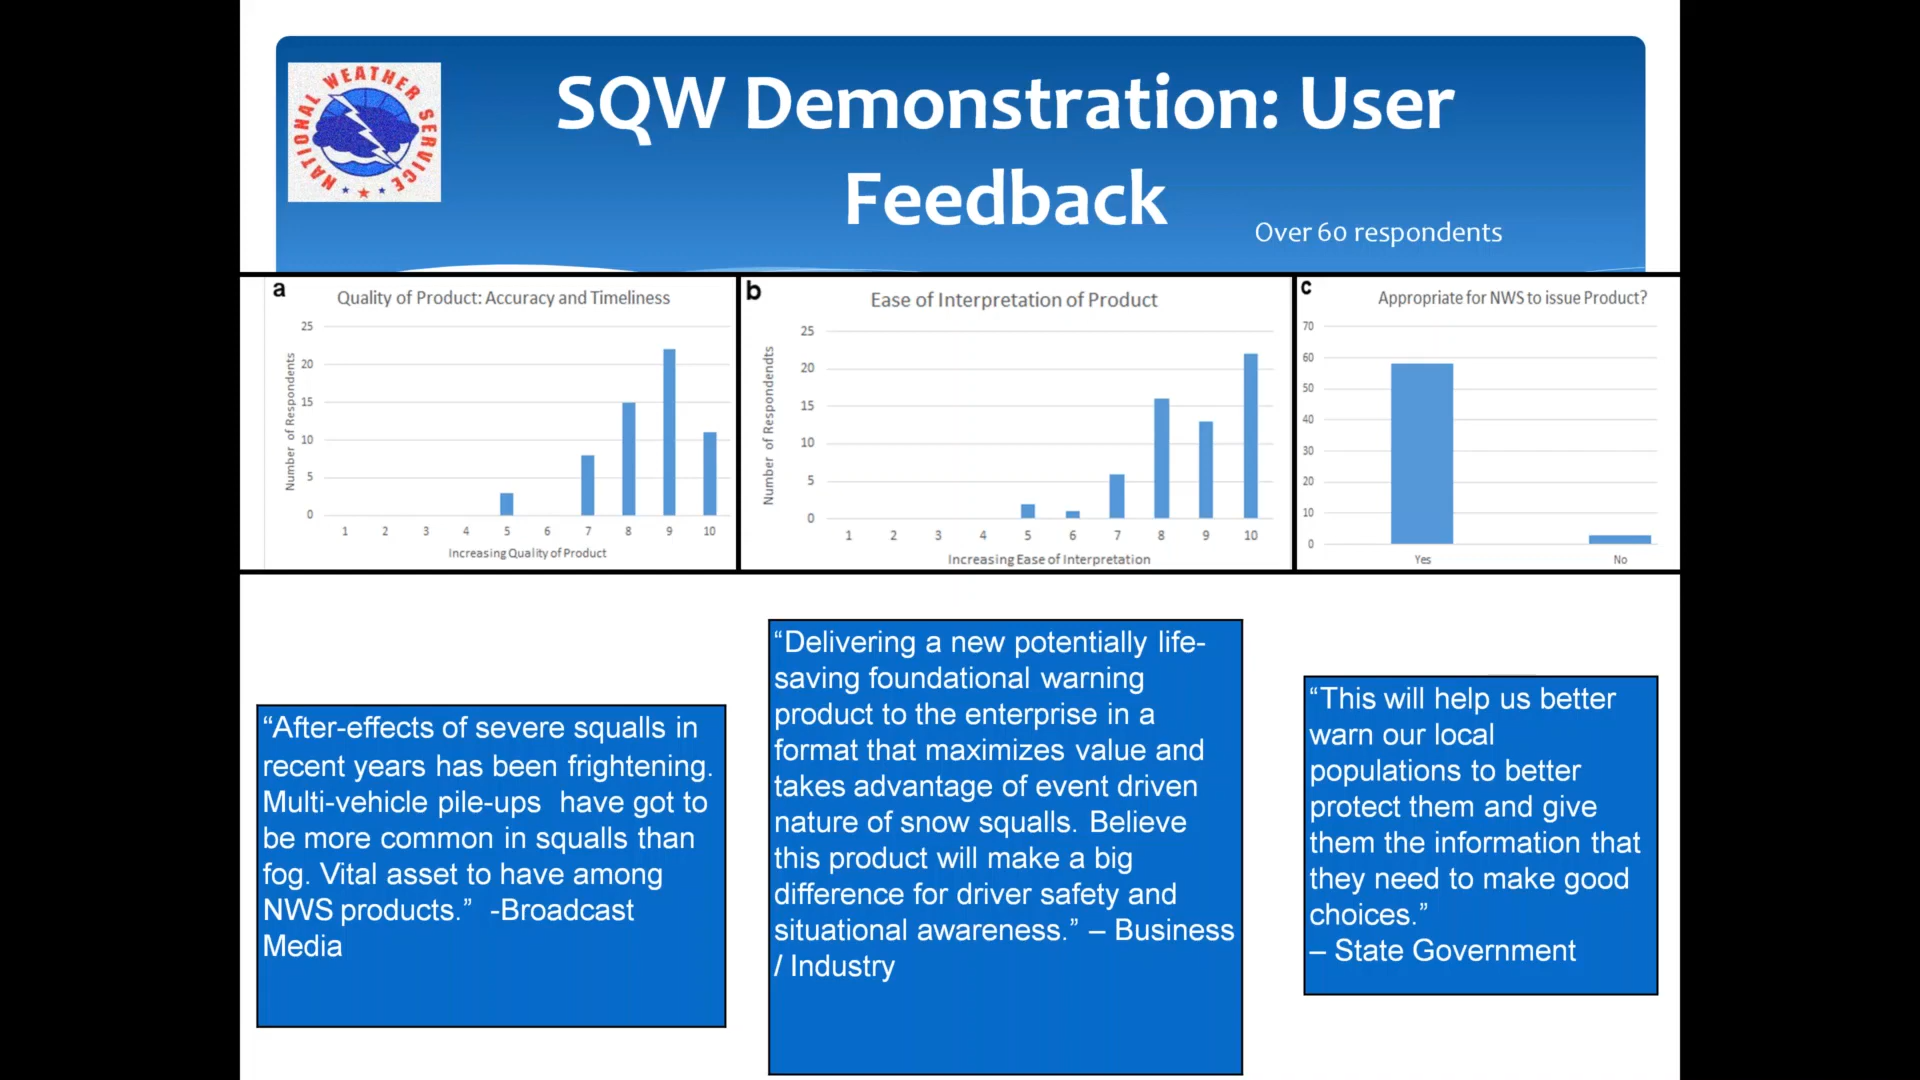 NATIONAL WEATHER SERVICE
SQW Demonstration: User
Feedback
Over 60 respondents
a
Quality of Product: Accuracy and Timeliness
Number of Respondents
25
20
15
10
5
0
1 2 3 4 5 6 7 8 9 10
Increasing Quality of Product
b
Ease of Interpretation of Product
Number of Respondendts
25
20
15
10
5
0
1 2 3 4 5 6 7 8 9 10
Increasing Ease of Interpretation
c
Appropriate for NWS to issue Product?
70
60
50
40
30
20
10
0
Yes No
“After-effects of severe squalls in
recent years has been frightening.
Multi-vehicle pile-ups have got to
be more common in squalls than
fog. Vital asset to have among
NWS products.” -Broadcast
Media
“Delivering a new potentially life-
saving foundational warning
product to the enterprise in a
format that maximizes value and
takes advantage of event driven
nature of snow squalls. Believe
this product will make a big
difference for driver safety and
situational awareness.” – Business
/ Industry
“This will help us better
warn our local
populations to better
protect them and give
them the information that
they need to make good
choices.”
– State Government